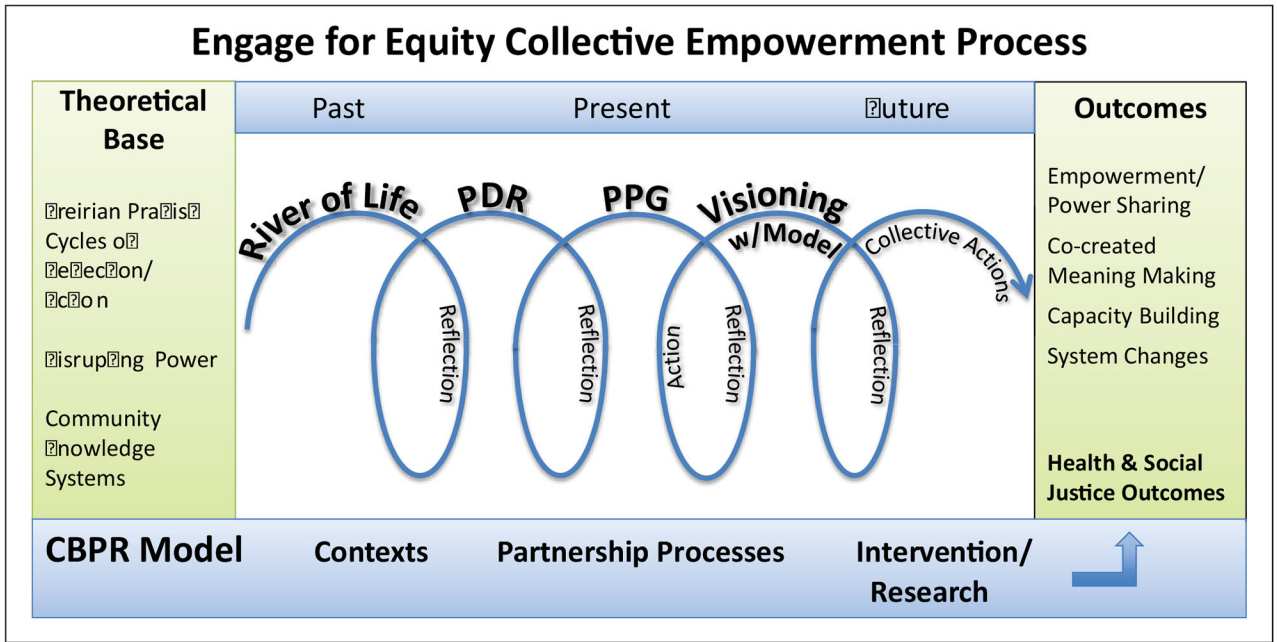 Engage for Equity Collective Empowerment Process
Theoretical
Base
Past
Present
Outcomes
Cycles
Power
Community
Systems
River of Life
PDR
PPG
Visioning
w/Model
Collective Actions
Reflection
Reflection
Action
Reflection
Reflection
Empowerment/
Power Sharing
Co-created
Meaning Making
Capacity Building
System Changes
Health & Social
Justice Outcomes
CBPR Model
Contexts
Partnership Processes
Intervention/
Research